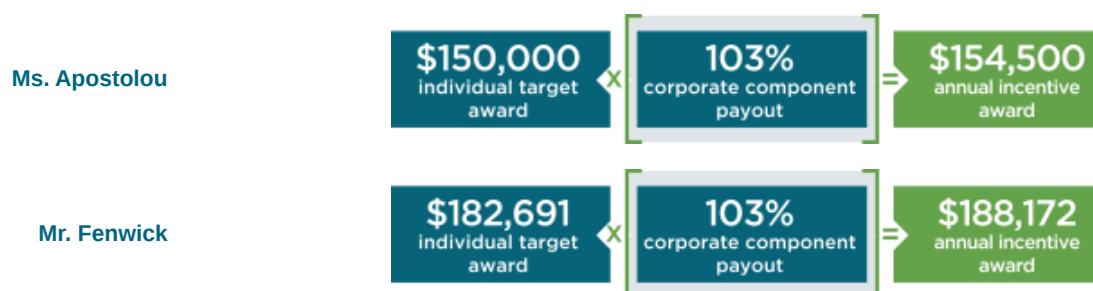 Ms. Apostolou
$150,000
individual target
award
x
103%
corporate component
payout
=
$154,500
annual incentive
award
Mr. Fenwick
$182,691
individual target
award
x
103%
corporate component
payout
=
$188,172
annual incentive
award